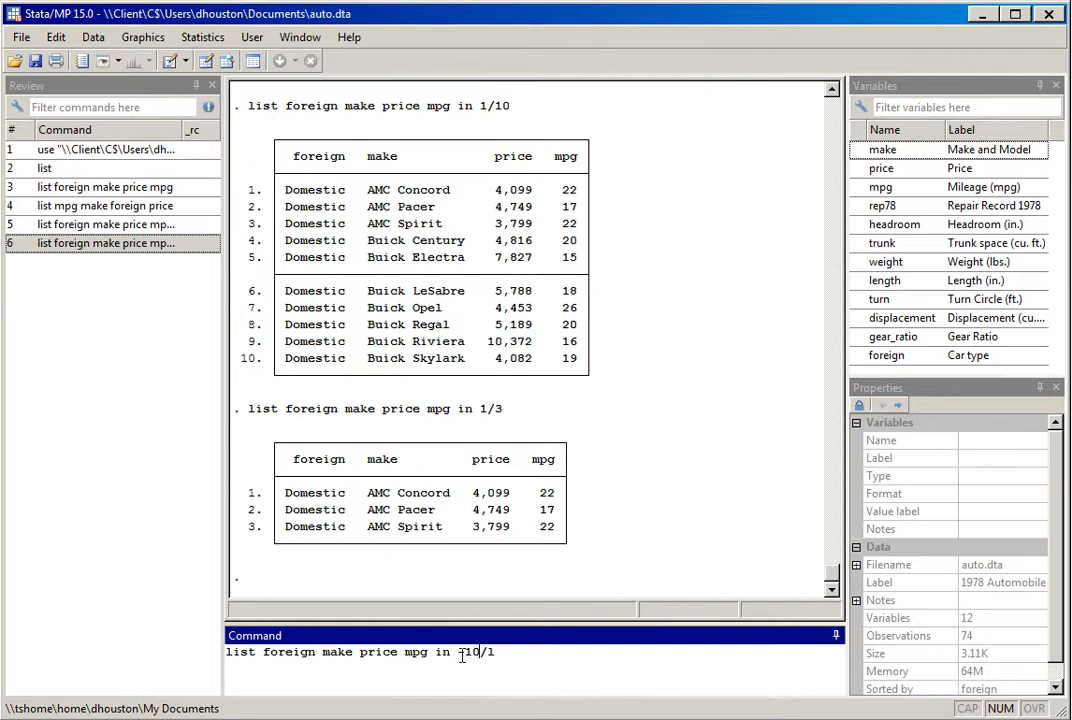 Stata/MP 15.0 - \\Client\C$\Users\dhouston\Documents\auto.dta
File Edit Data Graphics Statistics User Window Help
Review
Filter commands here
# Command _rc
1 use "\\Client\C$\Users\dh...
2 list
3 list foreign make price mpg
4 list mpg make foreign price
5 list foreign make price mp...
6 list foreign make price mp...
. list foreign make price mpg in 1/10
foreign make price mpg
1. Domestic AMC Concord 4,099 22
2. Domestic AMC Pacer 4,749 17
3. Domestic AMC Spirit 3,799 22
4. Domestic Buick Century 4,816 20
5. Domestic Buick Electra 7,827 15
6. Domestic Buick LeSabre 5,788 18
7. Domestic Buick Opel 4,453 26
8. Domestic Buick Regal 5,189 20
9. Domestic Buick Riviera 10,372 16
10. Domestic Buick Skylark 4,082 19
. list foreign make price mpg in 1/3
foreign make price mpg
1. Domestic AMC Concord 4,099 22
2. Domestic AMC Pacer 4,749 17
3. Domestic AMC Spirit 3,799 22
.
Command
list foreign make price mpg in -10/l
Variables
Filter variables here
Name Label
make Make and Model
price Price
mpg Mileage (mpg)
rep78 Repair Record 1978
headroom Headroom (in.)
trunk Trunk space (cu. ft.)
weight Weight (lbs.)
length Length (in.)
turn Turn Circle (ft.)
displacement Displacement (cu....
gear_ratio Gear Ratio
foreign Car type
Properties
Variables
Name
Label
Type
Format
Value label
Notes
Data
Filename auto.dta
Label 1978 Automobile
Notes
Variables 12
Observations 74
Size 3.11K
Memory 64M
Sorted by foreign
\\tshome\home\dhouston\My Documents
CAP NUM OVR